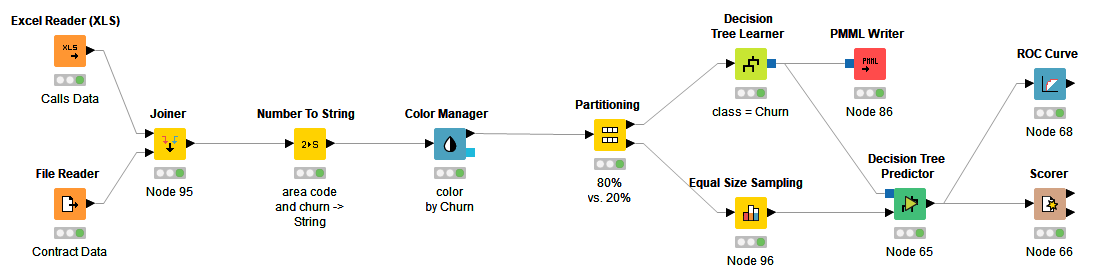 Excel Reader (XLS)
XLS
Calls Data
File Reader
Contract Data
Joiner
Node 95
Number To String
2▸S
area code
and churn ->
String
Color Manager
color
by Churn
Partitioning
80%
vs. 20%
Decision
Tree Learner
class = Churn
PMML Writer
PMML
Node 86
Equal Size Sampling
Node 96
Decision Tree
Predictor
Node 65
ROC Curve
Node 68
Scorer
Node 66